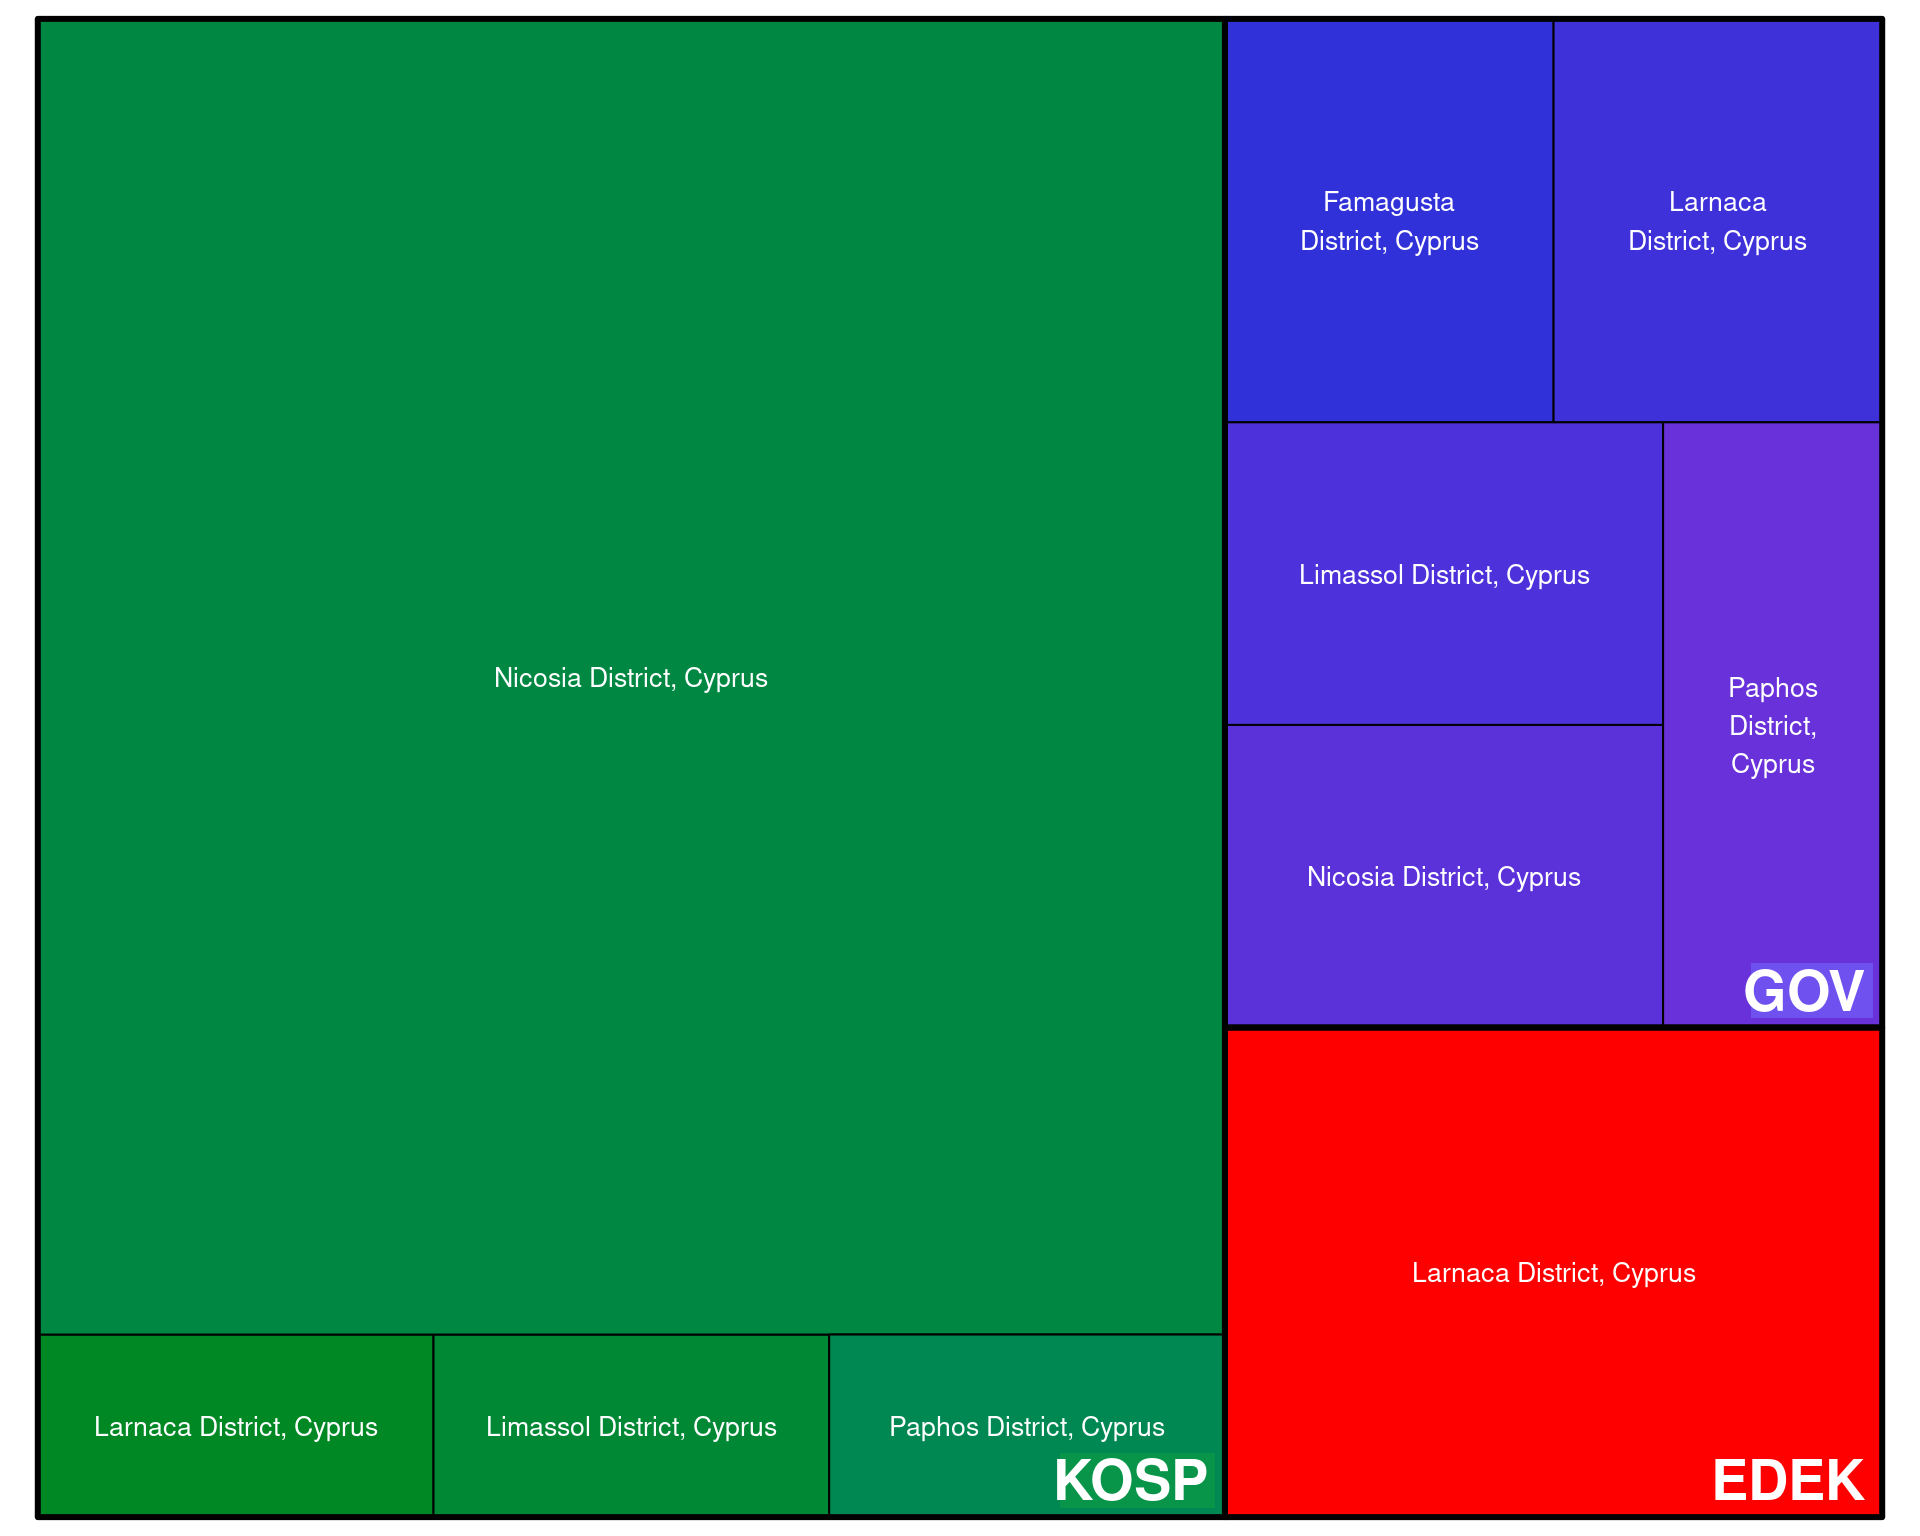 Nicosia District, Cyprus
Larnaca District, Cyprus
Limassol District, Cyprus
Paphos District, Cyprus
KOSP
Famagusta
District, Cyprus
Larnaca
District, Cyprus
Limassol District, Cyprus
Nicosia District, Cyprus
Paphos
District,
Cyprus
GOV
Larnaca District, Cyprus
EDEK